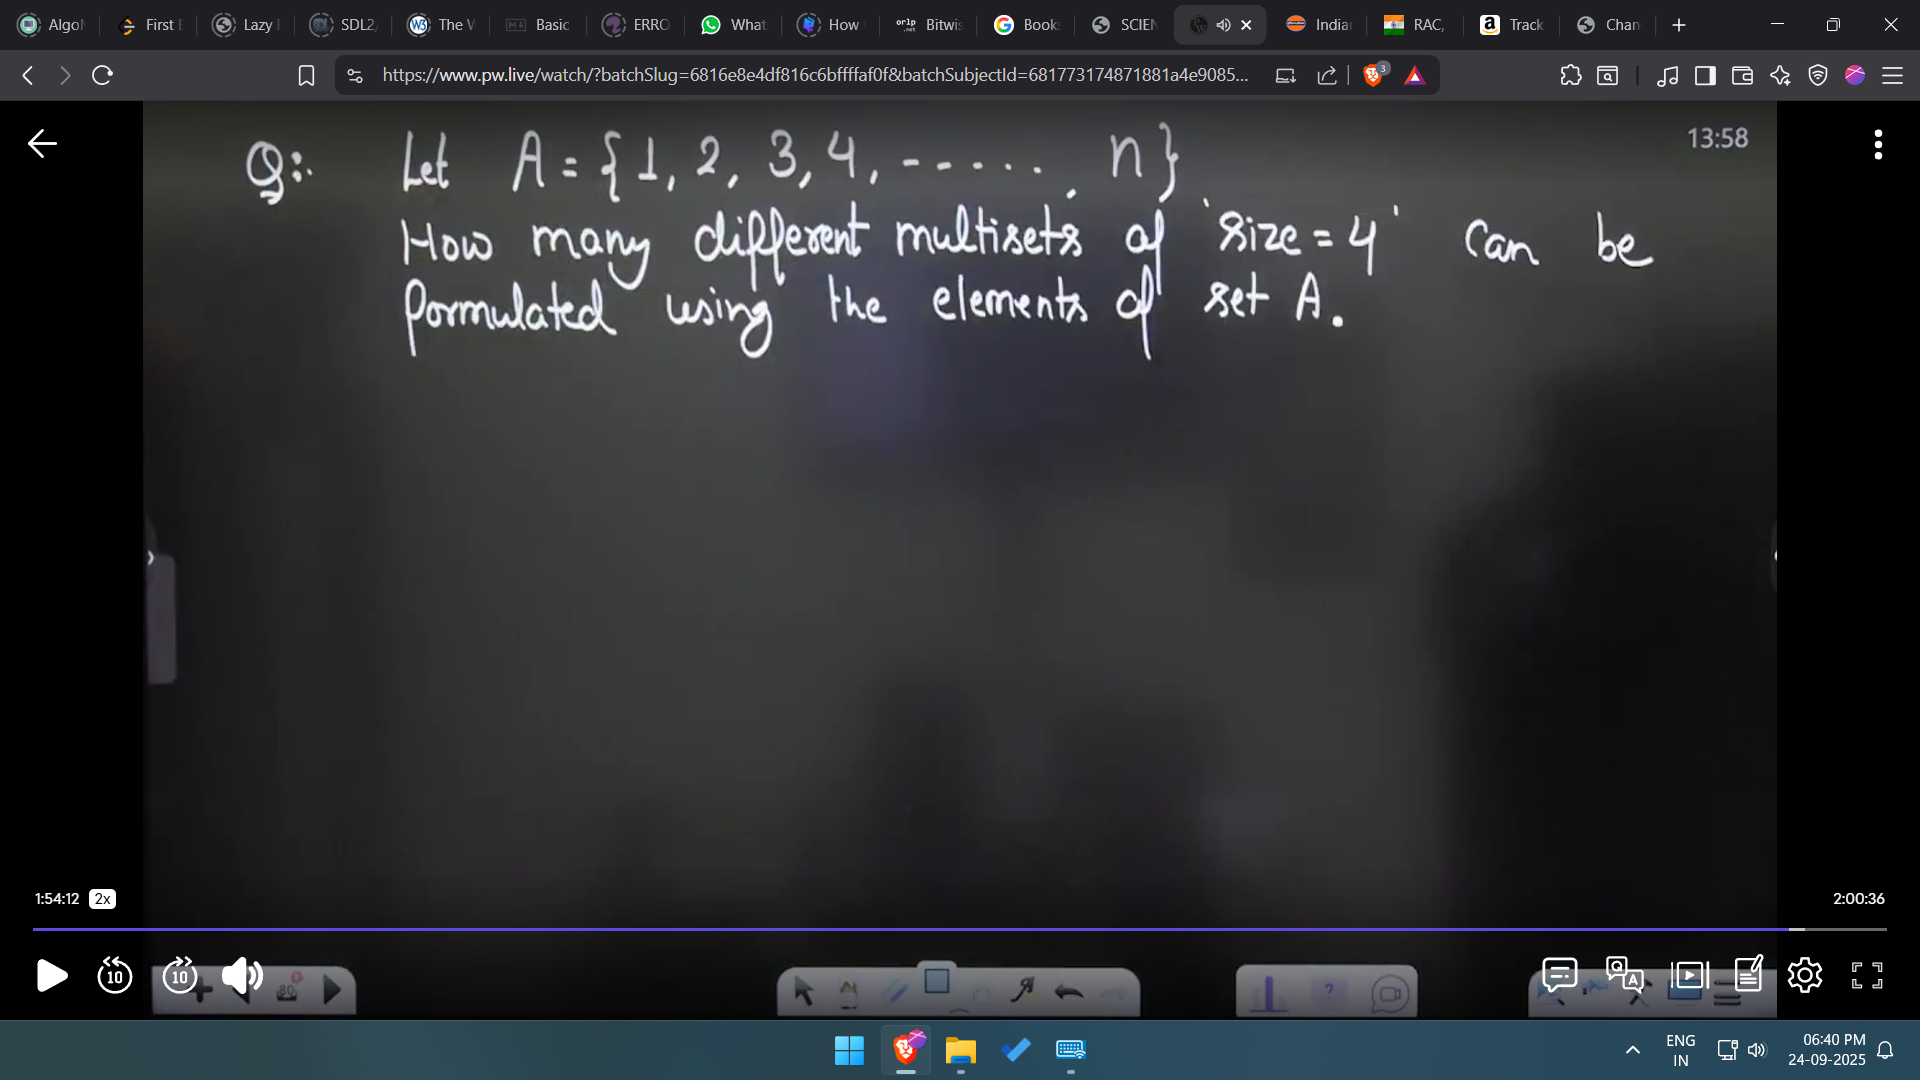 Algo
First
Lazy
SDL2,
The W
Basic
ERRO
What
How
Bitwis
Book
SCIEN
India
RAC,
Track
Chan
https://www.pw.live/watch/?batchSlug=6816e8e4df816c6bffffaf0f&batchSubjectId=681773174871881a4e9085...
3
13:58
Q:. Let A = {1, 2, 3, 4, ------. n}
How many different multisets of 'size = 4' can be
formulated using the elements of set A.
1:54:12 2x
2:00:36
10 10
80
?
ENG
IN
06:40 PM
24-09-2025